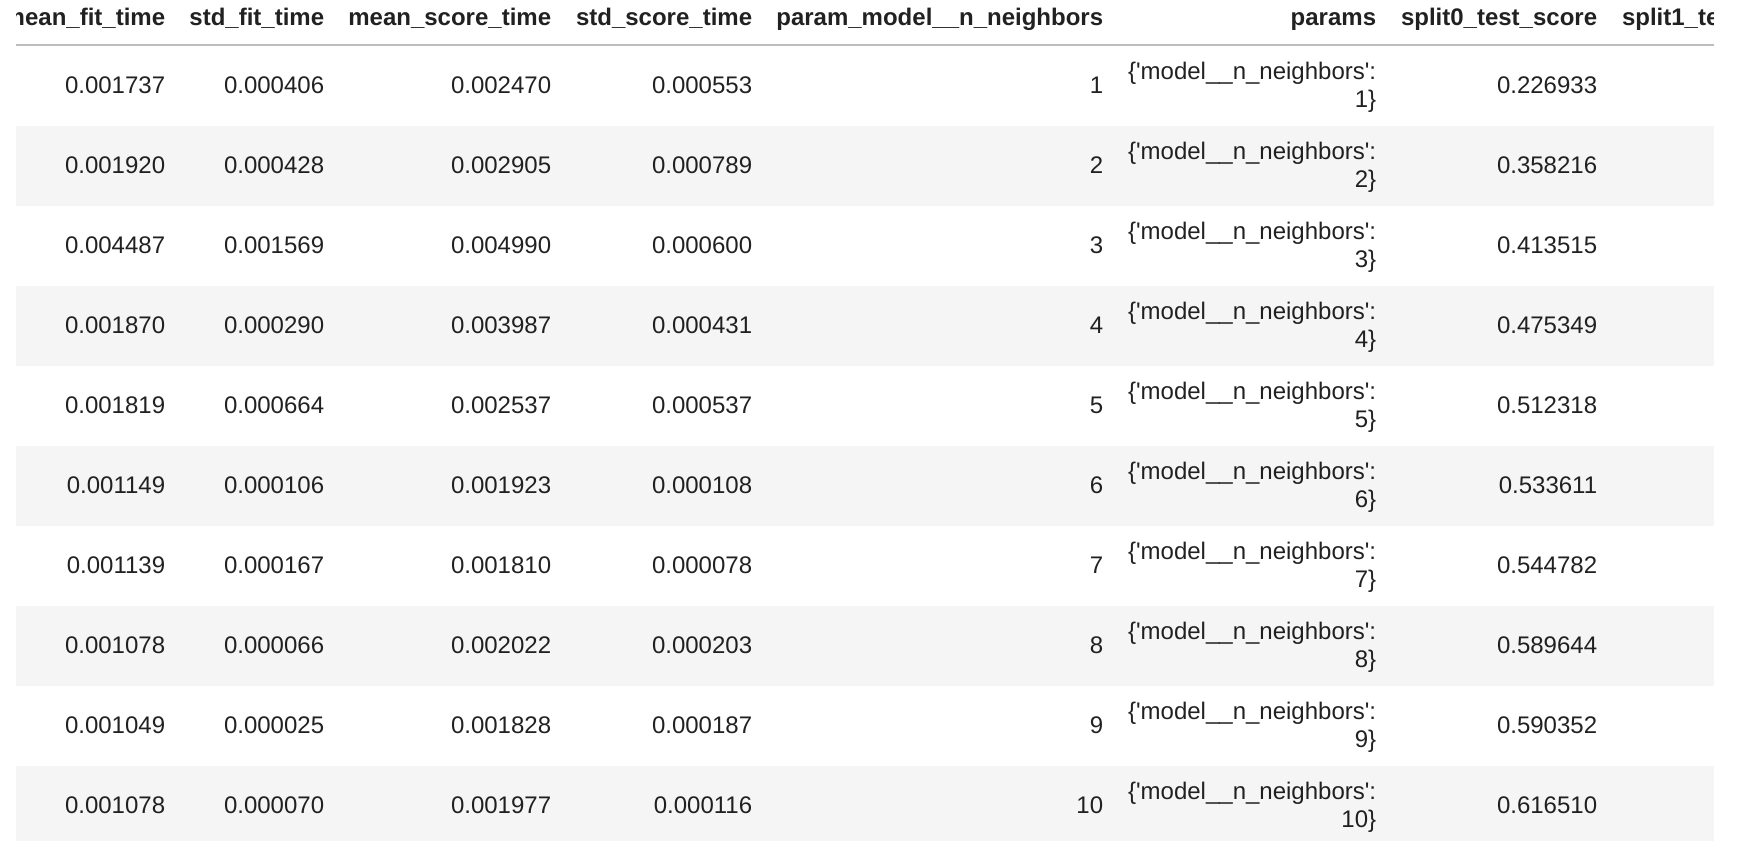 mean_fit_time std_fit_time mean_score_time std_score_time param_model__n_neighbors params split0_test_score split1_te
0.001737 0.000406 0.002470 0.000553 1 {'model__n_neighbors': 1} 0.226933
0.001920 0.000428 0.002905 0.000789 2 {'model__n_neighbors': 2} 0.358216
0.004487 0.001569 0.004990 0.000600 3 {'model__n_neighbors': 3} 0.413515
0.001870 0.000290 0.003987 0.000431 4 {'model__n_neighbors': 4} 0.475349
0.001819 0.000664 0.002537 0.000537 5 {'model__n_neighbors': 5} 0.512318
0.001149 0.000106 0.001923 0.000108 6 {'model__n_neighbors': 6} 0.533611
0.001139 0.000167 0.001810 0.000078 7 {'model__n_neighbors': 7} 0.544782
0.001078 0.000066 0.002022 0.000203 8 {'model__n_neighbors': 8} 0.589644
0.001049 0.000025 0.001828 0.000187 9 {'model__n_neighbors': 9} 0.590352
0.001078 0.000070 0.001977 0.000116 10 {'model__n_neighbors': 10} 0.616510